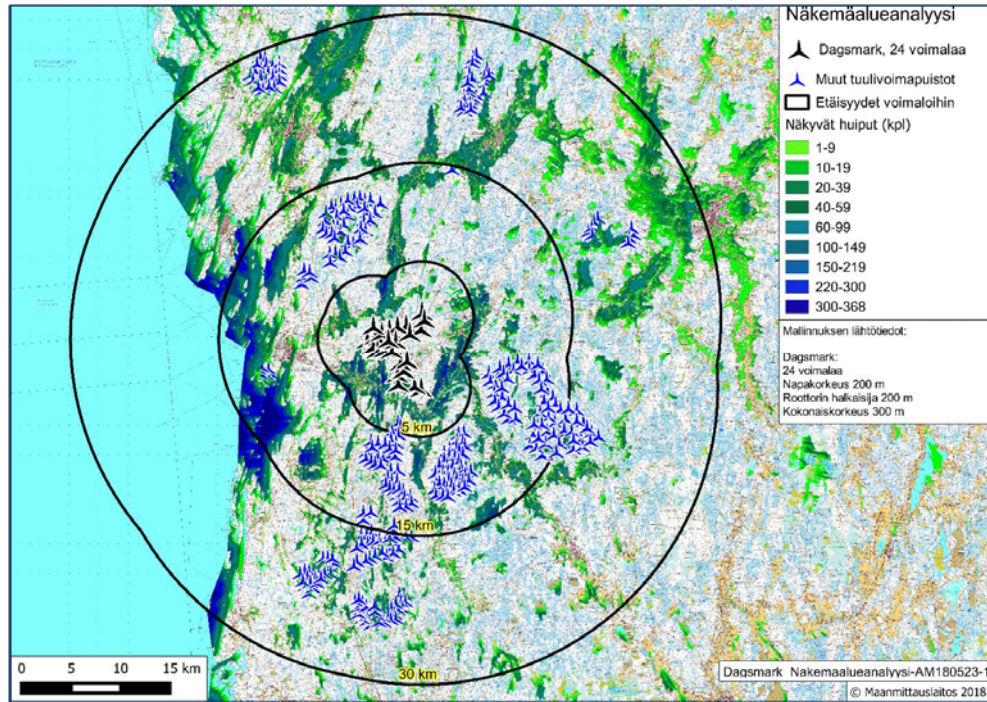 Näkemäalueanalyysi
Dagsmark, 24 voimalaa
Muut tuulivoimapuistot
Etäisyydet voimaloihin
Näkyvät huiput (kpl)
1-9
10-19
20-39
40-59
60-99
100-149
150-219
220-300
300-368
Mallinnuksen lähtötiedot:
Dagsmark:
24 voimalaa
Napakorkeus 200 m
Roottorin halkaisija 200 m
Kokonaiskorkeus 300 m
5 km
15 km
30 km
0 5 10 15 km
Dagsmark_Nakemaalueanalyysi-AM180523-1
© Maanmittauslaitos 2018